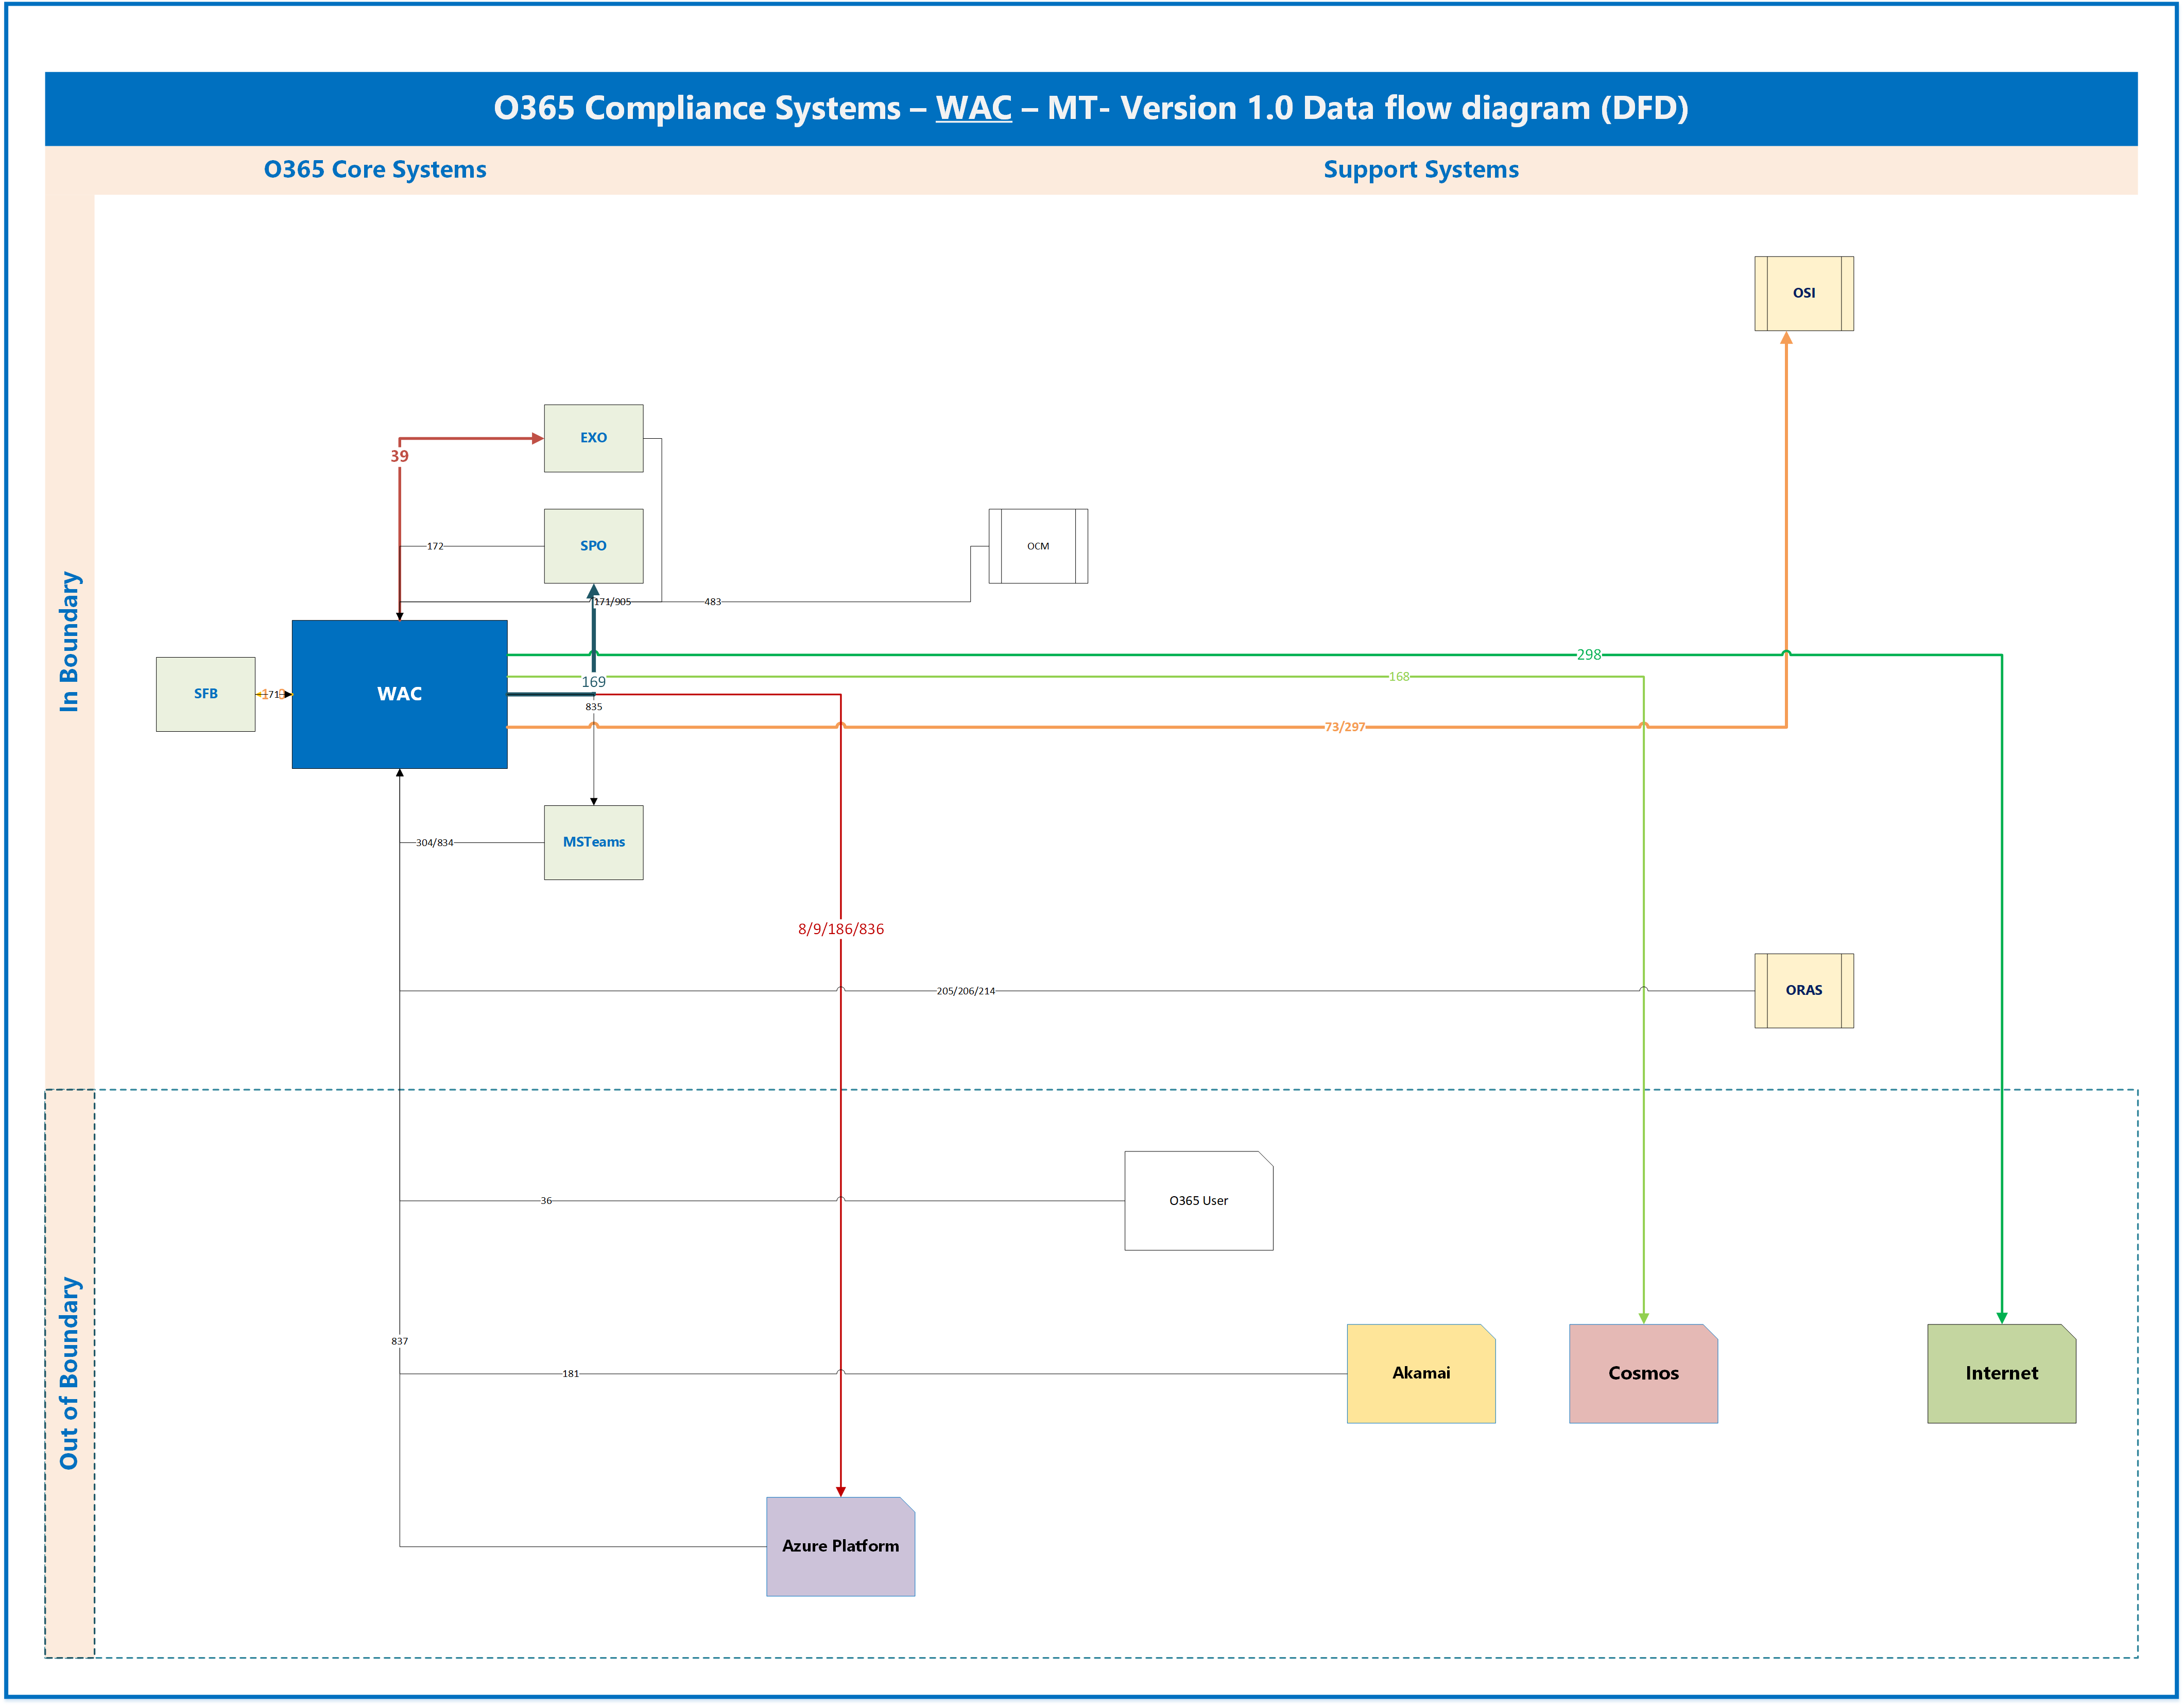 O365 Compliance Systems – WAC – MT- Version 1.0 Data flow diagram (DFD)
O365 Core Systems
Support Systems
In Boundary
OSI
EXO
39
SPO
172
OCM
171/905
483
298
169
168
SFB
71
WAC
835
73/297
MSTeams
304/834
8/9/186/836
205/206/214
ORAS
Out of Boundary
O365 User
36
837
181
Akamai
Cosmos
Internet
Azure Platform